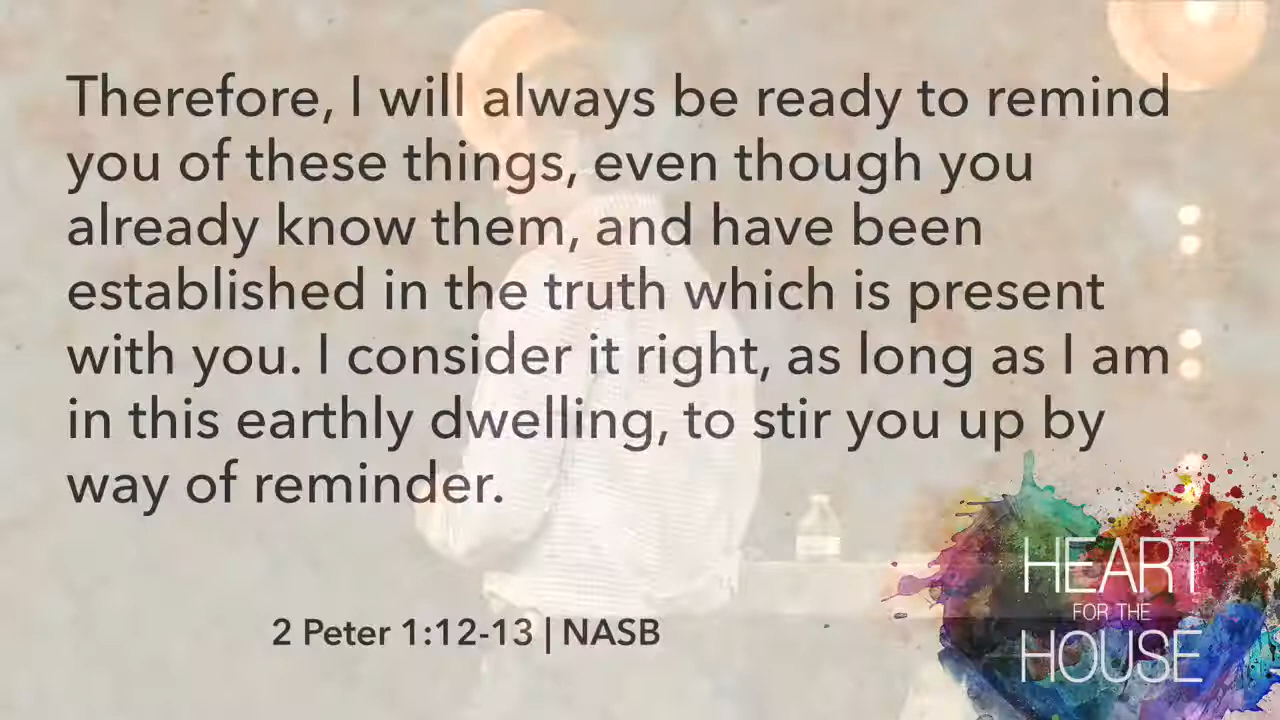 Therefore, I will always be ready to remind
you of these things, even though you
already know them, and have been
established in the truth which is present
with you. I consider it right, as long as I am
in this earthly dwelling, to stir you up by
way of reminder.
2 Peter 1:12-13 | NASB
HEART
FOR THE
HOUSE